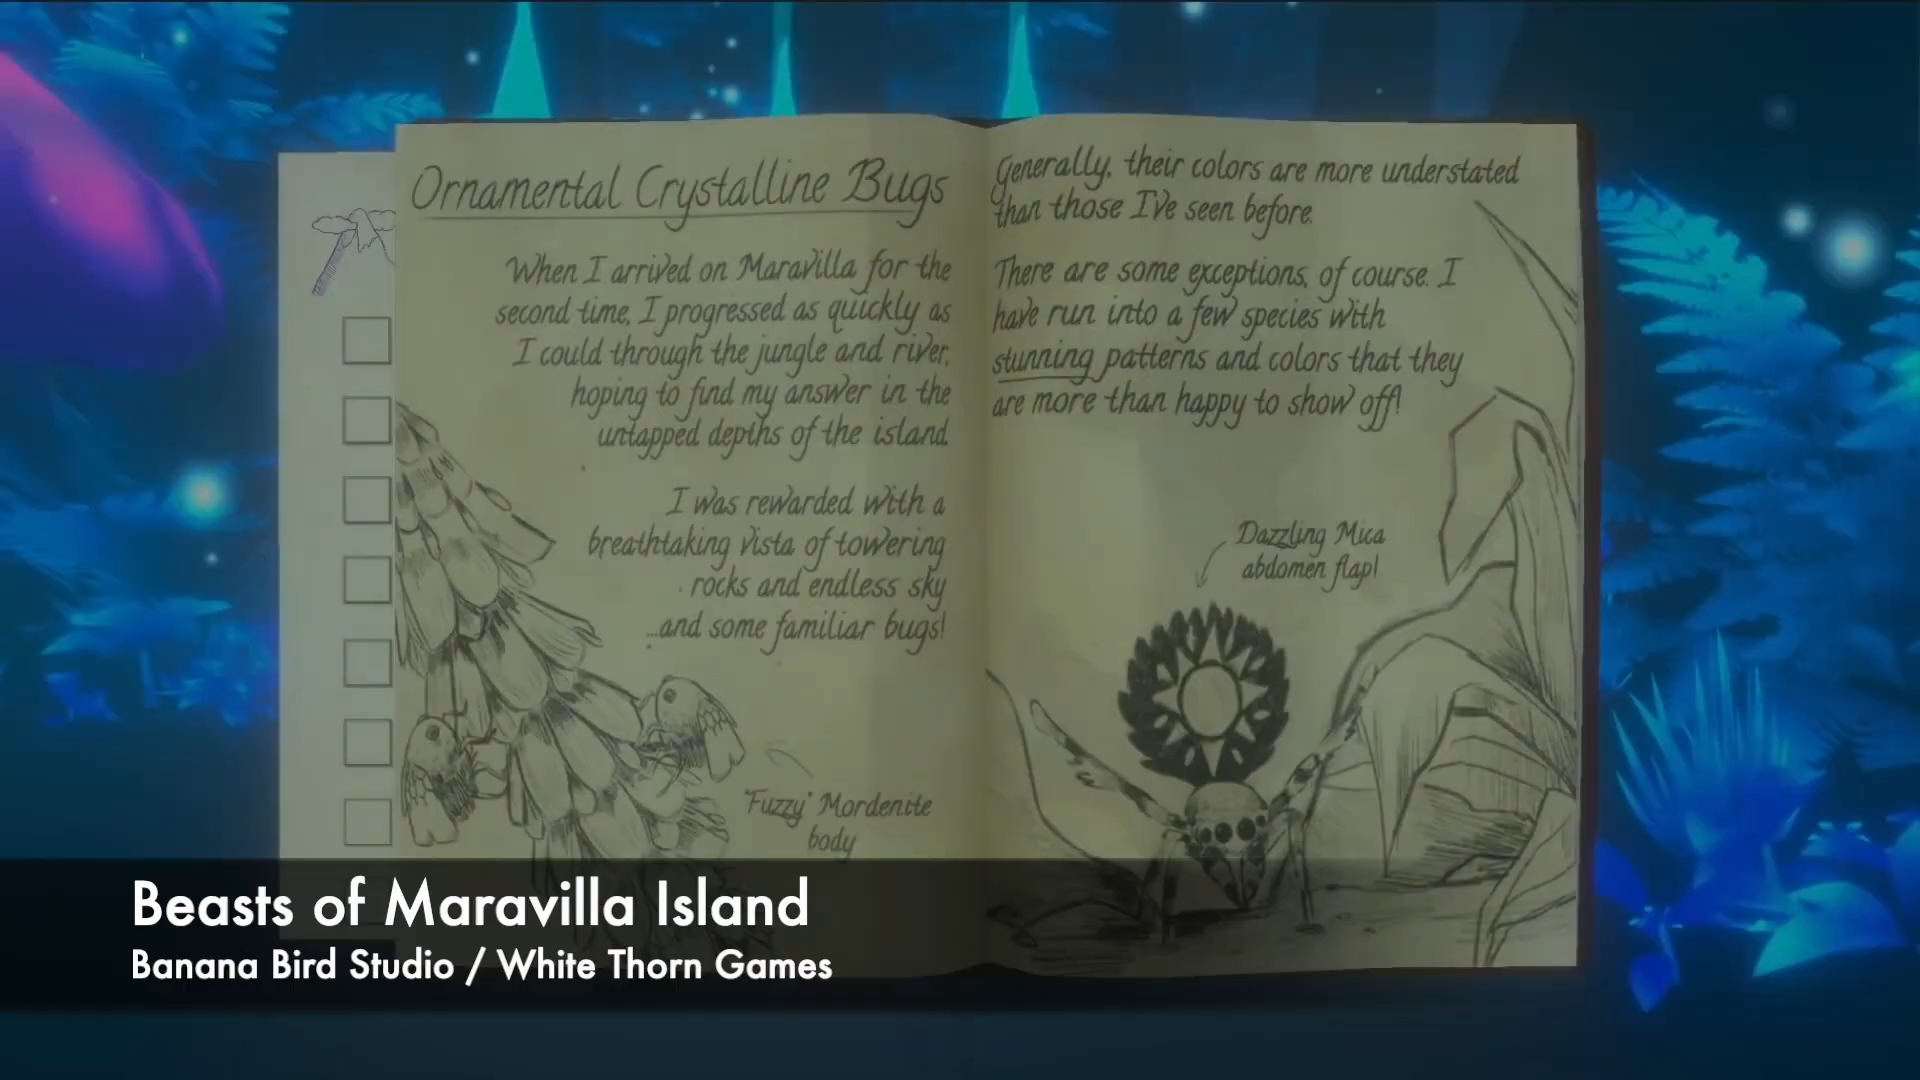 Ornamental Crystalline Bugs
When I arrived on Maravilla for the
second time, I progressed as quickly as
I could through the jungle and river,
hoping to find my answer in the
untapped depths of the island.
I was rewarded with a
breathtaking vista of towering
rocks and endless sky
...and some familiar bugs!
"Fuzzy" Mordenite
body
Generally, their colors are more understated
than those I've seen before.
There are some exceptions, of course. I
have run into a few species with
stunning patterns and colors that they
are more than happy to show off!
Dazzling Mica
abdomen flap!
Beasts of Maravilla Island
Banana Bird Studio / White Thorn Games